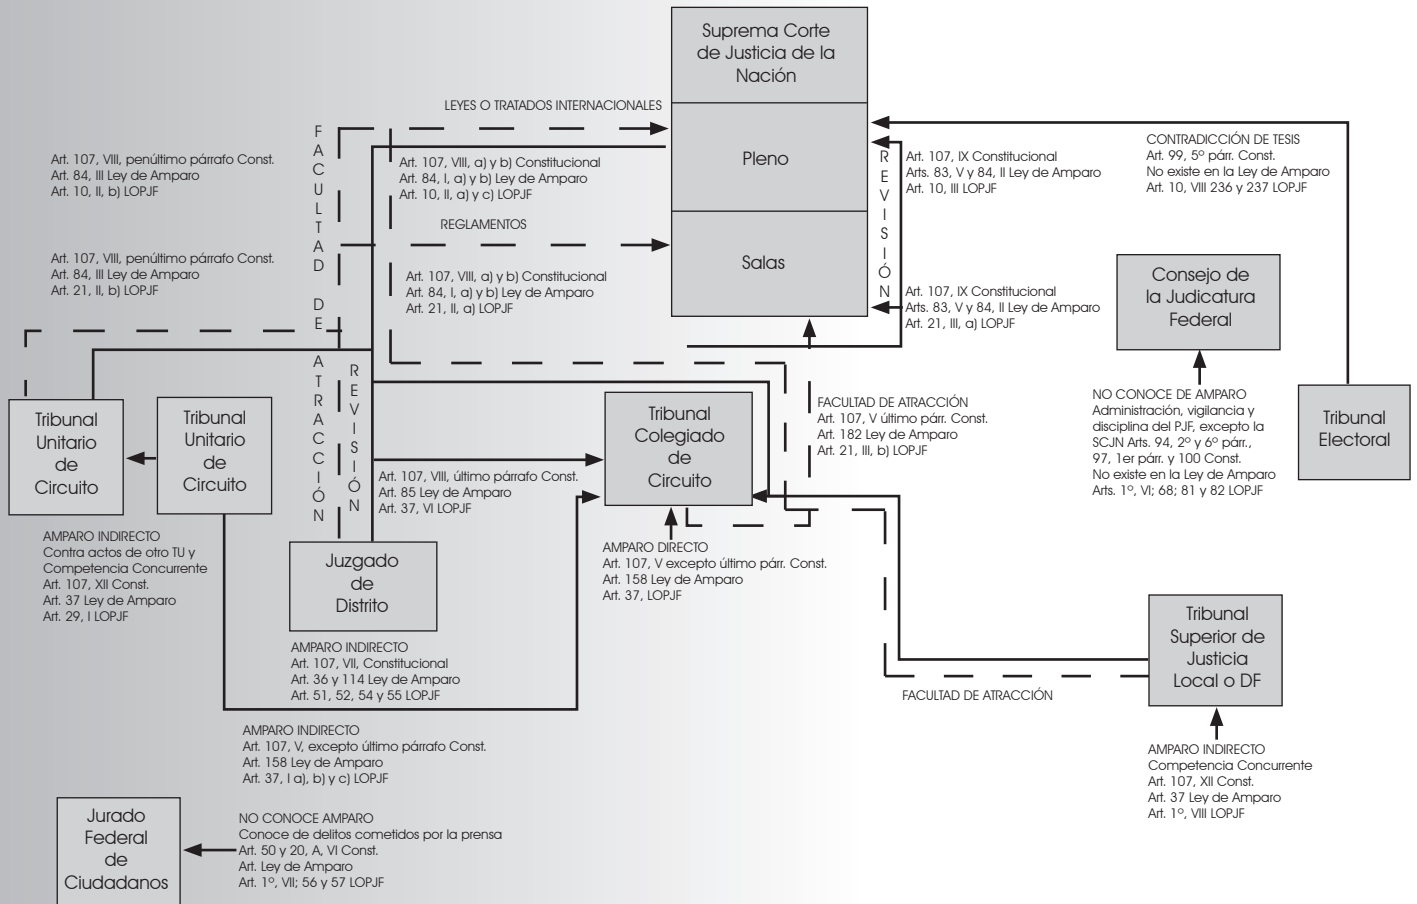 Suprema Corte
de Justicia de la
Nación
LEYES O TRATADOS INTERNACIONALES
Pleno
Salas
FACULTAD DE ATRACCIÓN
Art. 107, VIII, penúltimo párrafo Const.
Art. 84, III Ley de Amparo
Art. 10, II, b) LOPJF
Art. 107, VIII, a) y b) Constitucional
Art. 84, I, a) y b) Ley de Amparo
Art. 10, II, a) y c) LOPJF
REGLAMENTOS
Art. 107, VIII, penúltimo párrafo Const.
Art. 84, III Ley de Amparo
Art. 21, II, b) LOPJF
Art. 107, VIII, a) y b) Constitucional
Art. 84, I, a) y b) Ley de Amparo
Art. 21, II, a) LOPJF
REVISIÓN
Art. 107, IX Constitucional
Arts. 83, V y 84, II Ley de Amparo
Art. 10, III LOPJF
Art. 107, IX Constitucional
Arts. 83, V y 84, II Ley de Amparo
Art. 21, III, a) LOPJF
CONTRADICCIÓN DE TESIS
Art. 99, 5º párr. Const.
No existe en la Ley de Amparo
Art. 10, VIII 236 y 237 LOPJF
Consejo de
la Judicatura
Federal
NO CONOCE DE AMPARO
Administración, vigilancia y
disciplina del PJF, excepto la
SCJN Arts. 94, 2º y 6º párr.,
97, 1er párr. y 100 Const.
No existe en la Ley de Amparo
Arts. 1º, VI; 68; 81 y 82 LOPJF
Tribunal
Electoral
Tribunal
Unitario
de
Circuito
Tribunal
Unitario
de
Circuito
REVISIÓN
Tribunal
Colegiado
de
Circuito
FACULTAD DE ATRACCIÓN
Art. 107, V último párr. Const.
Art. 182 Ley de Amparo
Art. 21, III, b) LOPJF
Art. 107, VIII, último párrafo Const.
Art. 85 Ley de Amparo
Art. 37, VI LOPJF
AMPARO INDIRECTO
Contra actos de otro TU y
Competencia Concurrente
Art. 107, XII Const.
Art. 37 Ley de Amparo
Art. 29, I LOPJF
Juzgado
de
Distrito
AMPARO INDIRECTO
Art. 107, VII, Constitucional
Art. 36 y 114 Ley de Amparo
Art. 51, 52, 54 y 55 LOPJF
AMPARO DIRECTO
Art. 107, V excepto último párr. Const.
Art. 158 Ley de Amparo
Art. 37, LOPJF
Tribunal
Superior de
Justicia
Local o DF
FACULTAD DE ATRACCIÓN
AMPARO INDIRECTO
Competencia Concurrente
Art. 107, XII Const.
Art. 37 Ley de Amparo
Art. 1º, VIII LOPJF
AMPARO INDIRECTO
Art. 107, V, excepto último párrafo Const.
Art. 158 Ley de Amparo
Art. 37, I a), b) y c) LOPJF
Jurado
Federal
de
Ciudadanos
NO CONOCE AMPARO
Conoce de delitos cometidos por la prensa
Art. 50 y 20, A, VI Const.
Art. Ley de Amparo
Art. 1º, VII; 56 y 57 LOPJF